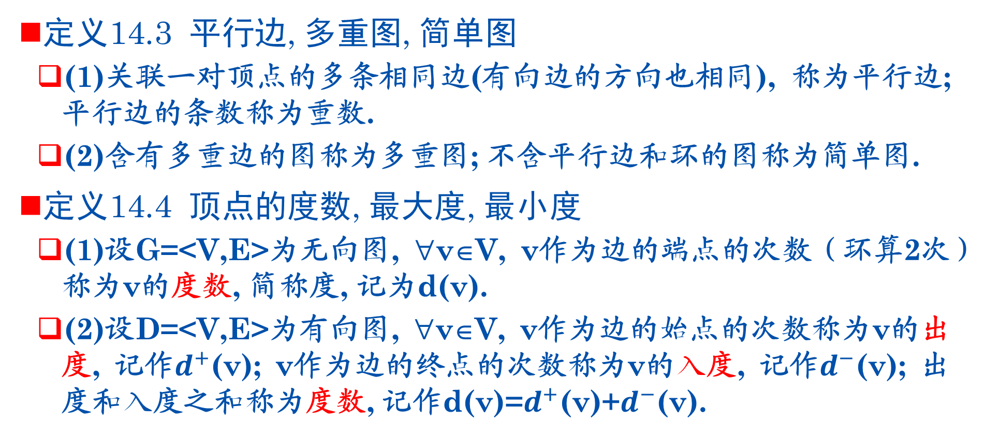 定义14.3 平行边, 多重图, 简单图
(1)关联一对顶点的多条相同边(有向边的方向也相同), 称为平行边;
平行边的条数称为重数.
(2)含有多重边的图称为多重图; 不含平行边和环的图称为简单图.
定义14.4 顶点的度数, 最大度, 最小度
(1)设G=<V,E>为无向图, ∀v∈V, v作为边的端点的次数（环算2次）
称为v的度数, 简称度, 记为d(v).
(2)设D=<V,E>为有向图, ∀v∈V, v作为边的始点的次数称为v的出
度, 记作d⁺(v); v作为边的终点的次数称为v的入度, 记作d⁻(v); 出
度和入度之和称为度数, 记作d(v)=d⁺(v)+d⁻(v).